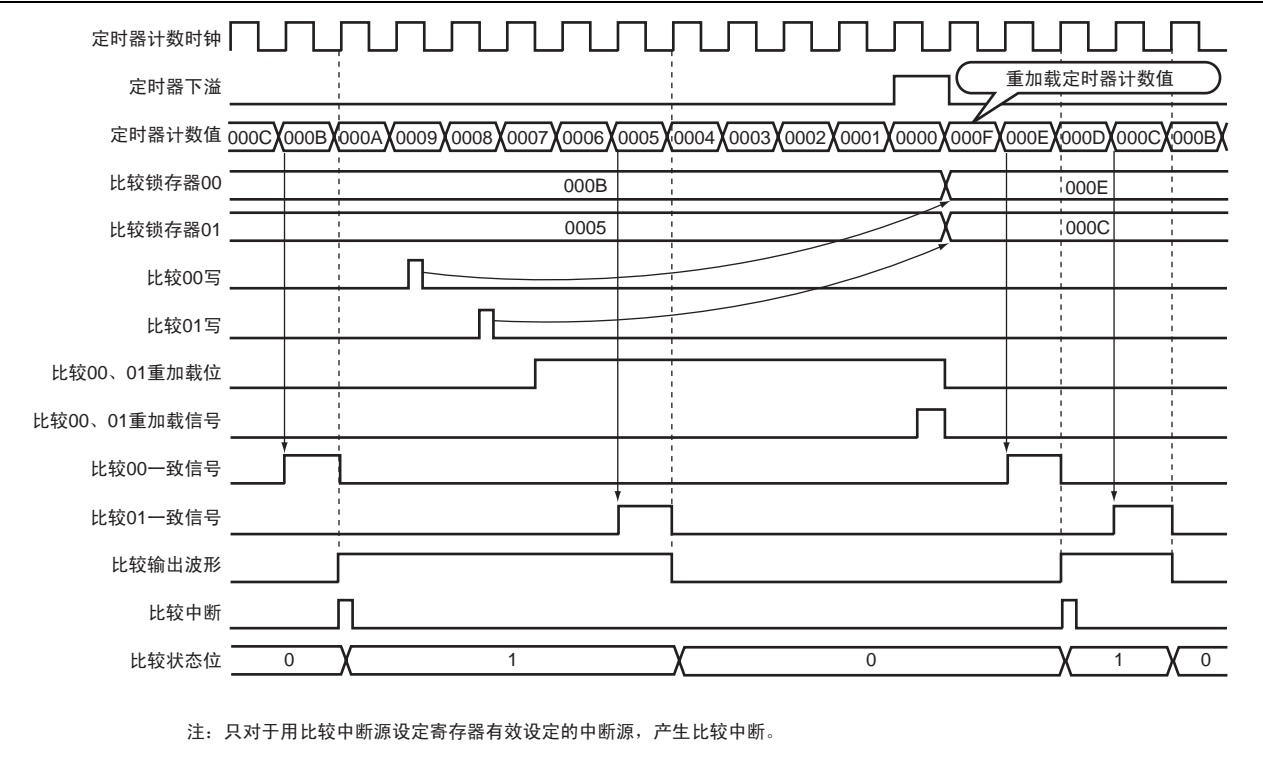 定时器计数时钟
定时器下溢
重加载定时器计数值
定时器计数值 000C 000B 000A 0009 0008 0007 0006 0005 0004 0003 0002 0001 0000 000F 000E 000D 000C 000B
比较锁存器00 000B 000E
比较锁存器01 0005 000C
比较00写
比较01写
比较00、01重加载位
比较00、01重加载信号
比较00一致信号
比较01一致信号
比较输出波形
比较中断
比较状态位 0 1 0 1 0
注：只对于用比较中断源设定寄存器有效设定的中断源，产生比较中断。